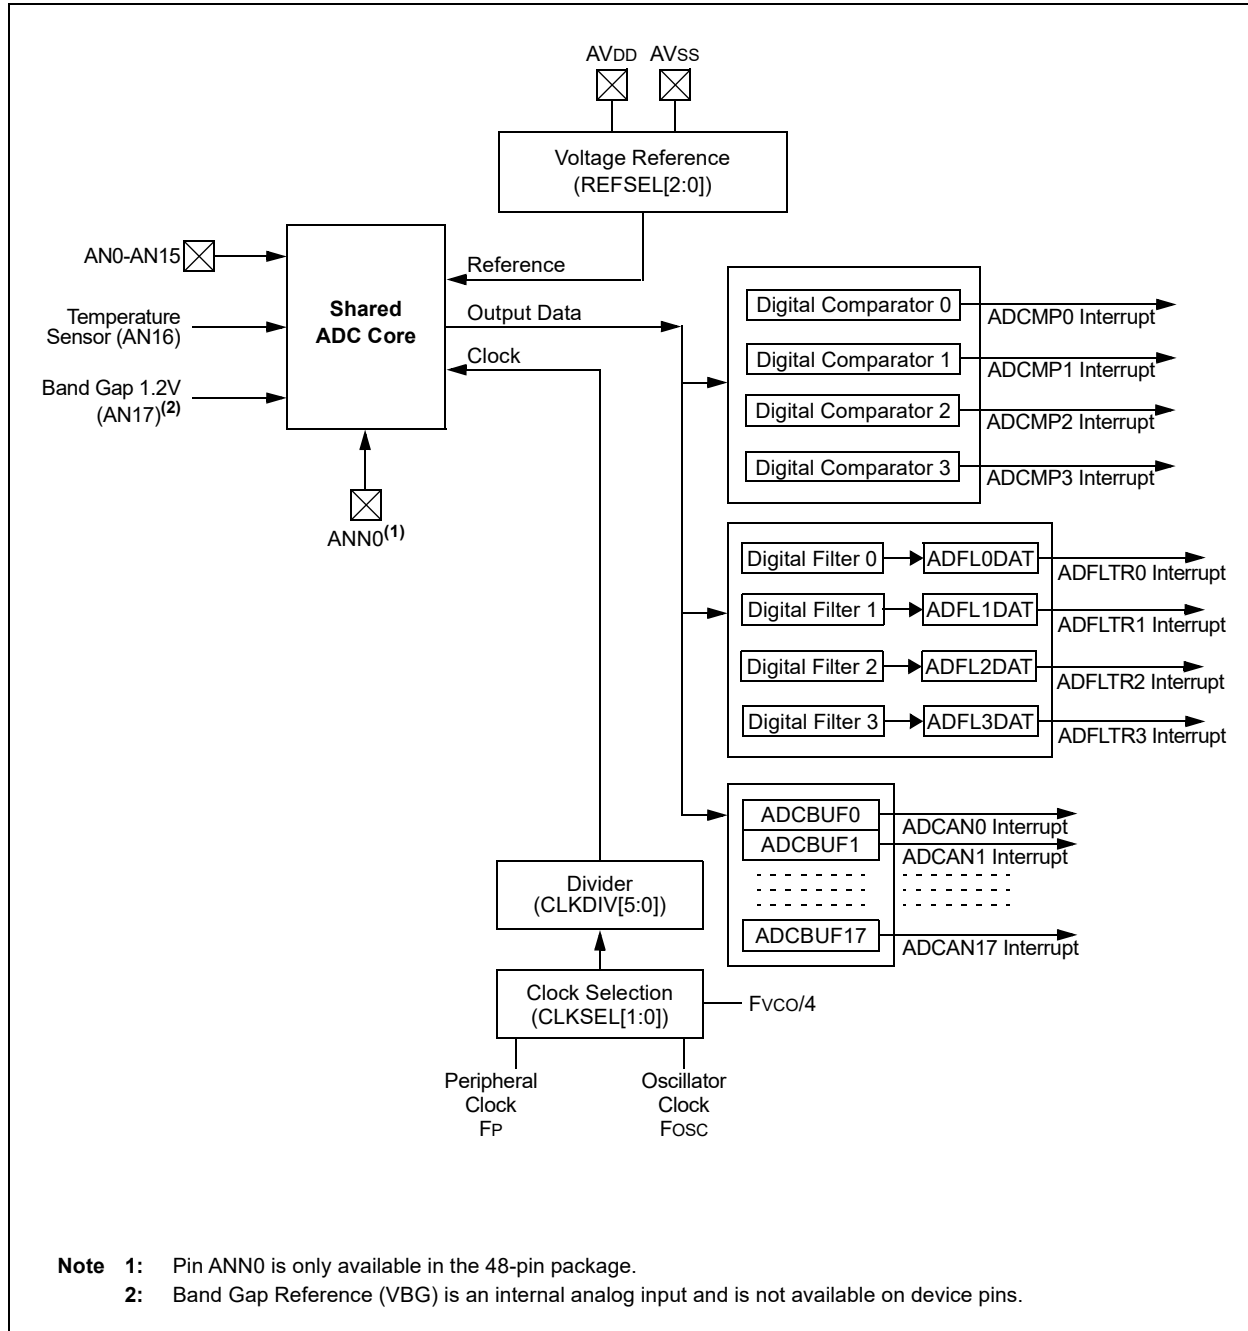 AVDD AVSS
Voltage Reference
(REFSEL[2:0])
AN0-AN15
Temperature
Sensor (AN16)
Band Gap 1.2V
(AN17)(2)
Shared
ADC Core
ANN0(1)
Reference
Output Data
Clock
Digital Comparator 0
ADCMP0 Interrupt
Digital Comparator 1
ADCMP1 Interrupt
Digital Comparator 2
ADCMP2 Interrupt
Digital Comparator 3
ADCMP3 Interrupt
Digital Filter 0 ADFL0DAT
ADFLTR0 Interrupt
Digital Filter 1 ADFL1DAT
ADFLTR1 Interrupt
Digital Filter 2 ADFL2DAT
ADFLTR2 Interrupt
Digital Filter 3 ADFL3DAT
ADFLTR3 Interrupt
ADCBUF0
ADCAN0 Interrupt
ADCBUF1
ADCAN1 Interrupt
ADCBUF17
ADCAN17 Interrupt
Divider
(CLKDIV[5:0])
Clock Selection
(CLKSEL[1:0])
FVCO/4
Peripheral
Clock
FP
Oscillator
Clock
FOSC
Note 1: Pin ANN0 is only available in the 48-pin package.
2: Band Gap Reference (VBG) is an internal analog input and is not available on device pins.